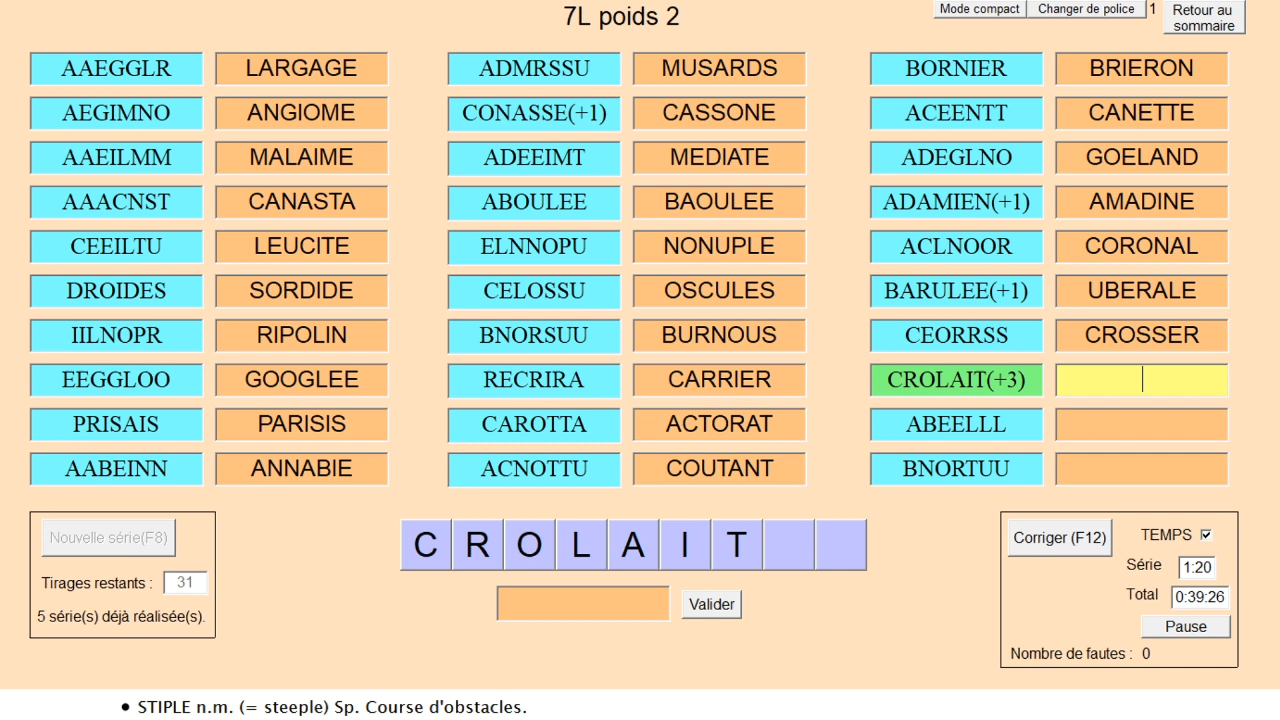 7L poids 2
Mode compact Changer de police 1 Retour au
sommaire
AAEGGLR LARGAGE ADMRSSU MUSARDS BORNIER BRIERON
AEGIMNO ANGIOME CONASSE(+1) CASSONE ACEENTT CANETTE
AAEILMM MALAIME ADEEIMT MEDIATE ADEGLNO GOELAND
AAACNST CANASTA ABOULEE BAOULEE ADAMIEN(+1) AMADINE
CEEILTU LEUCITE ELNNOPU NONUPLE ACLNOOR CORONAL
DROIDES SORDIDE CELOSSU OSCULES BARULEE(+1) UBERALE
IILNOPR RIPOLIN BNORSUU BURNOUS CEORRSS CROSSER
EEGGLOO GOOGLEE RECRIRA CARRIER CROLAIT(+3)
PRISAIS PARISIS CAROTTA ACTORAT ABEELLL
AABEINN ANNABIE ACNOTTU COUTANT BNORTUU
Nouvelle série(F8)
Tirages restants : 31
5 série(s) déjà réalisée(s).
C R O L A I T
Valider
Corriger (F12) TEMPS
Série 1:20
Total 0:39:26
Pause
Nombre de fautes : 0
• STIPLE n.m. (= steeple) Sp. Course d'obstacles.